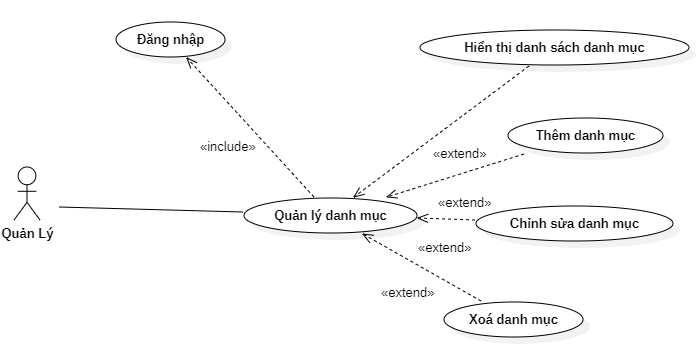 Đăng nhập
Hiển thị danh sách danh mục
Thêm danh mục
«include»
«extend»
«extend»
Quản lý danh mục
Chỉnh sửa danh mục
Quản Lý
«extend»
«extend»
Xoá danh mục